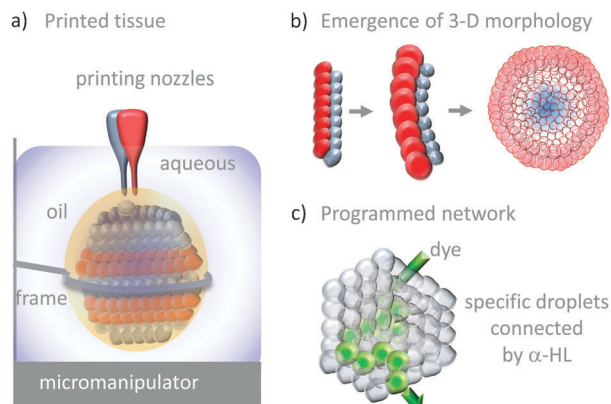 a) Printed tissue
printing nozzles
aqueous
oil
frame
micromanipulator
b) Emergence of 3-D morphology
c) Programmed network
dye
specific droplets
connected
by α-HL